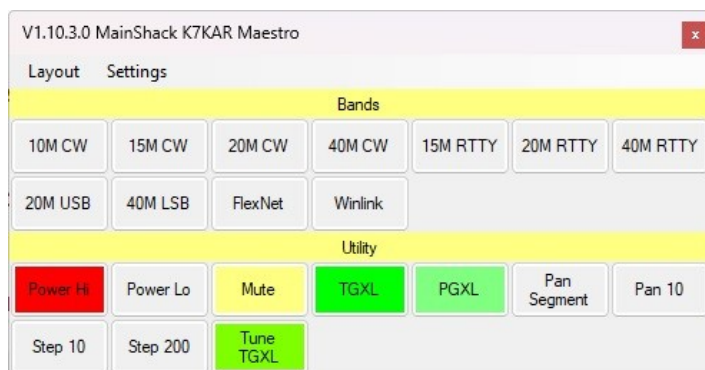 V1.10.3.0 MainShack K7KAR Maestro
x
Layout Settings
Bands
10M CW 15M CW 20M CW 40M CW 15M RTTY 20M RTTY 40M RTTY
20M USB 40M LSB FlexNet Winlink
Utility
Power Hi Power Lo Mute TGXL PGXL Pan Segment Pan 10
Step 10 Step 200 Tune TGXL